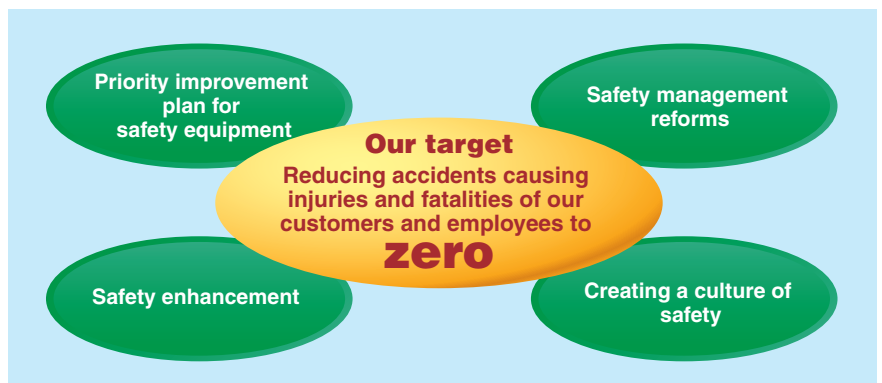 Priority improvement
plan for
safety equipment
Safety management
reforms
Our target
Reducing accidents causing
injuries and fatalities of our
customers and employees to
zero
Safety enhancement
Creating a culture of
safety